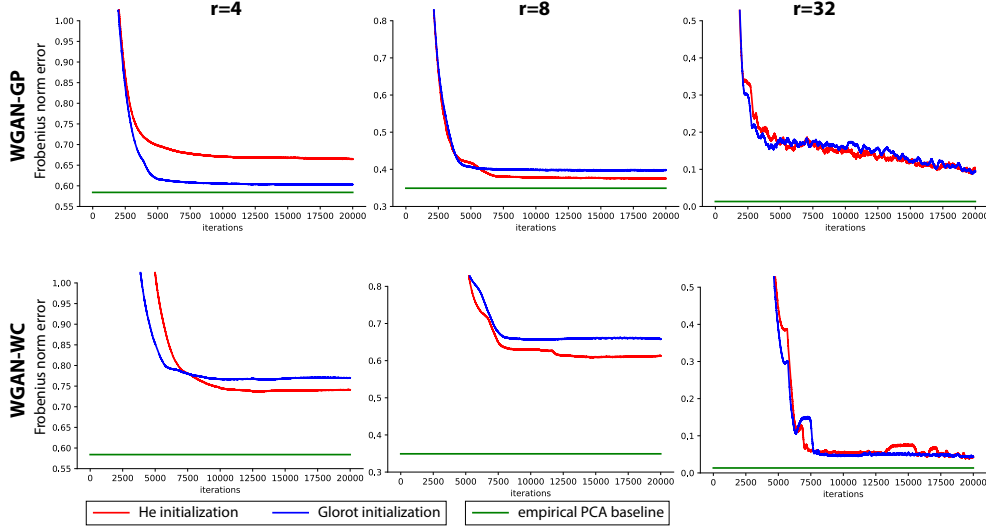 r=4 r=8 r=32
WGAN-GP
Frobenius norm error
1.00
0.95
0.90
0.85
0.80
0.75
0.70
0.65
0.60
0.55
0 2500 5000 7500 10000 12500 15000 17500 20000
iterations
0.8
0.7
0.6
0.5
0.4
0.3
0 2500 5000 7500 10000 12500 15000 17500 20000
iterations
0.5
0.4
0.3
0.2
0.1
0.0
0 2500 5000 7500 10000 12500 15000 17500 20000
iterations
WGAN-WC
Frobenius norm error
1.00
0.95
0.90
0.85
0.80
0.75
0.70
0.65
0.60
0.55
0 2500 5000 7500 10000 12500 15000 17500 20000
iterations
0.8
0.7
0.6
0.5
0.4
0.3
0 2500 5000 7500 10000 12500 15000 17500 20000
iterations
0.5
0.4
0.3
0.2
0.1
0.0
0 2500 5000 7500 10000 12500 15000 17500 20000
iterations
He initialization Glorot initialization empirical PCA baseline